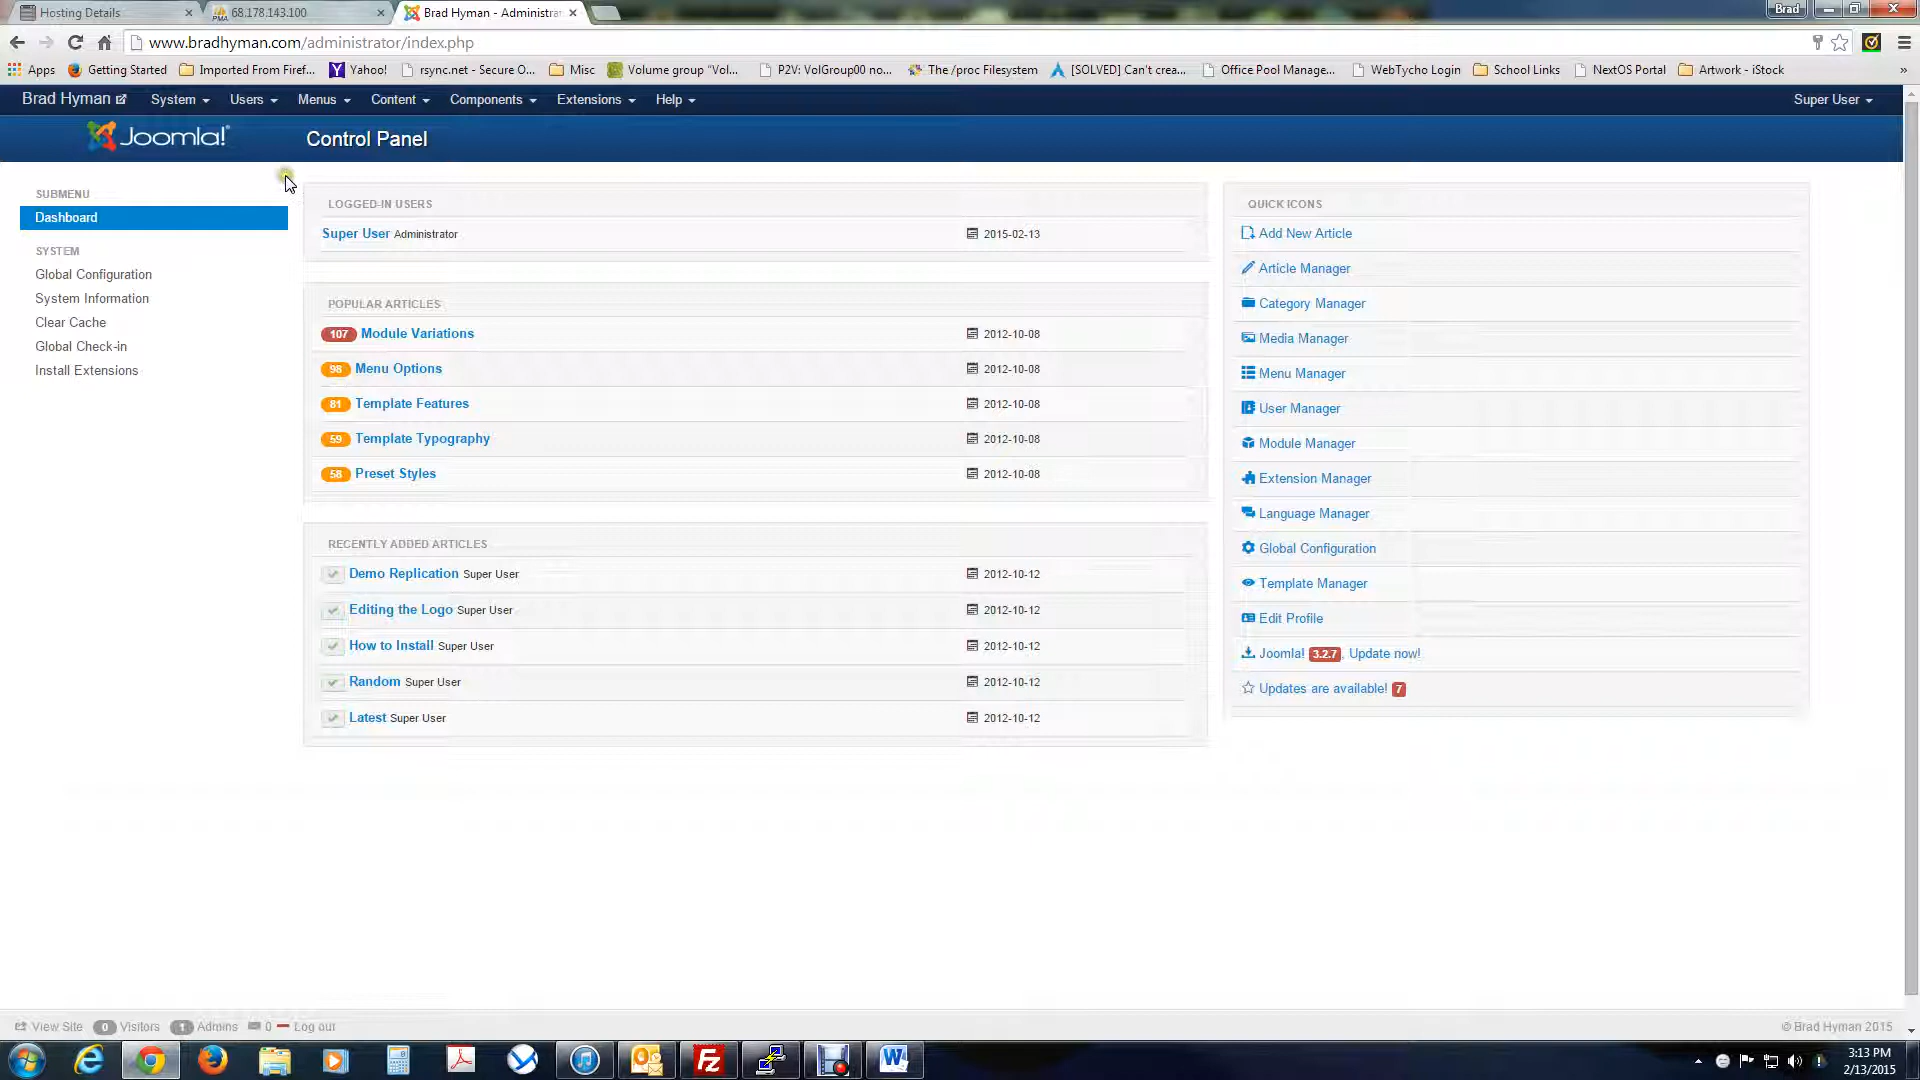 Hosting Details
68.178.143.100
Brad Hyman - Administra
Brad
www.bradhyman.com/administrator/index.php
Apps Getting Started Imported From Firef... Yahoo! rsync.net - Secure O... Misc Volume group "Vol... P2V: VolGroup00 no... The /proc Filesystem [SOLVED] Can't crea... Office Pool Manage... WebTycho Login School Links NextOS Portal Artwork - iStock »
Brad Hyman System Users Menus Content Components Extensions Help Super User
Joomla! Control Panel
SUBMENU
Dashboard
SYSTEM
Global Configuration
System Information
Clear Cache
Global Check-in
Install Extensions
LOGGED-IN USERS
Super User Administrator 2015-02-13
POPULAR ARTICLES
107 Module Variations 2012-10-08
98 Menu Options 2012-10-08
81 Template Features 2012-10-08
59 Template Typography 2012-10-08
58 Preset Styles 2012-10-08
RECENTLY ADDED ARTICLES
Demo Replication Super User 2012-10-12
Editing the Logo Super User 2012-10-12
How to Install Super User 2012-10-12
Random Super User 2012-10-12
Latest Super User 2012-10-12
QUICK ICONS
Add New Article
Article Manager
Category Manager
Media Manager
Menu Manager
User Manager
Module Manager
Extension Manager
Language Manager
Global Configuration
Template Manager
Edit Profile
Joomla! 3.2.7, Update now!
Updates are available! 7
View Site 0 Visitors 1 Admins 0 Log out
© Brad Hyman 2015
3:13 PM
2/13/2015